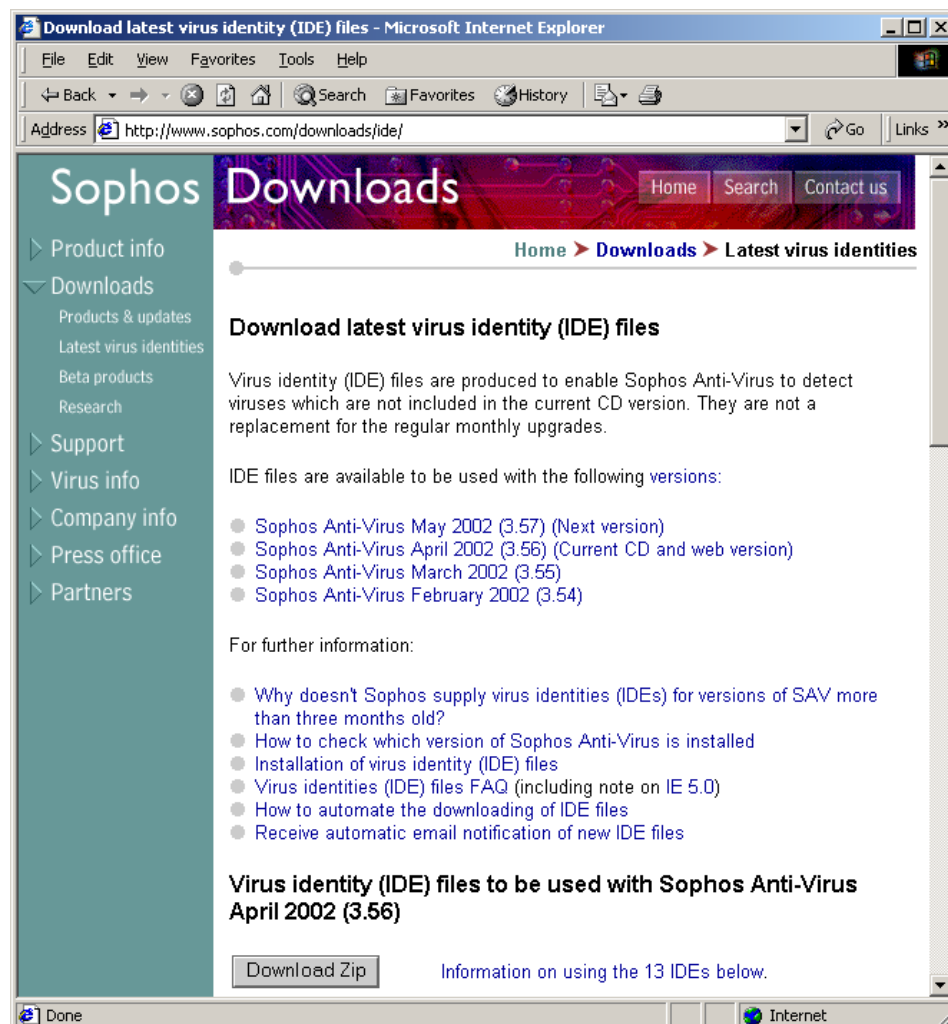 Download latest virus identity (IDE) files - Microsoft Internet Explorer
File Edit View Favorites Tools Help
Back Search Favorites History
Address http://www.sophos.com/downloads/ide/ Go Links »
Sophos Downloads Home Search Contact us
Home > Downloads > Latest virus identities
Product info
Downloads
Products & updates
Latest virus identities
Beta products
Research
Support
Virus info
Company info
Press office
Partners
Download latest virus identity (IDE) files
Virus identity (IDE) files are produced to enable Sophos Anti-Virus to detect
viruses which are not included in the current CD version. They are not a
replacement for the regular monthly upgrades.
IDE files are available to be used with the following versions:
Sophos Anti-Virus May 2002 (3.57) (Next version)
Sophos Anti-Virus April 2002 (3.56) (Current CD and web version)
Sophos Anti-Virus March 2002 (3.55)
Sophos Anti-Virus February 2002 (3.54)
For further information:
Why doesn't Sophos supply virus identities (IDEs) for versions of SAV more
than three months old?
How to check which version of Sophos Anti-Virus is installed
Installation of virus identity (IDE) files
Virus identities (IDE) files FAQ (including note on IE 5.0)
How to automate the downloading of IDE files
Receive automatic email notification of new IDE files
Virus identity (IDE) files to be used with Sophos Anti-Virus
April 2002 (3.56)
Download Zip Information on using the 13 IDEs below.
Done Internet